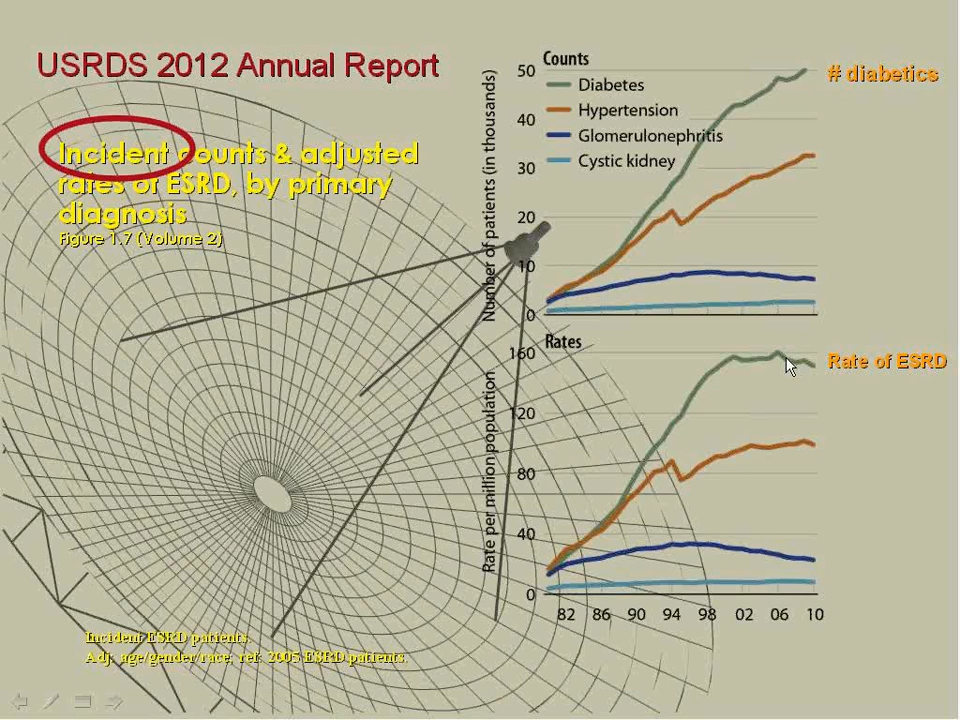 USRDS 2012 Annual Report
Incident counts & adjusted
rates of ESRD, by primary
diagnosis
Figure 1.7 (Volume 2)
Counts
Diabetes
Hypertension
Glomerulonephritis
Cystic kidney
Number of patients (in thousands)
50
40
30
20
10
0
# diabetics
Rates
Rate per million population
160
120
80
40
0
82 86 90 94 98 02 06 10
Rate of ESRD
Incident ESRD patients.
Adj: age/gender/race; ref: 2005 ESRD patients.